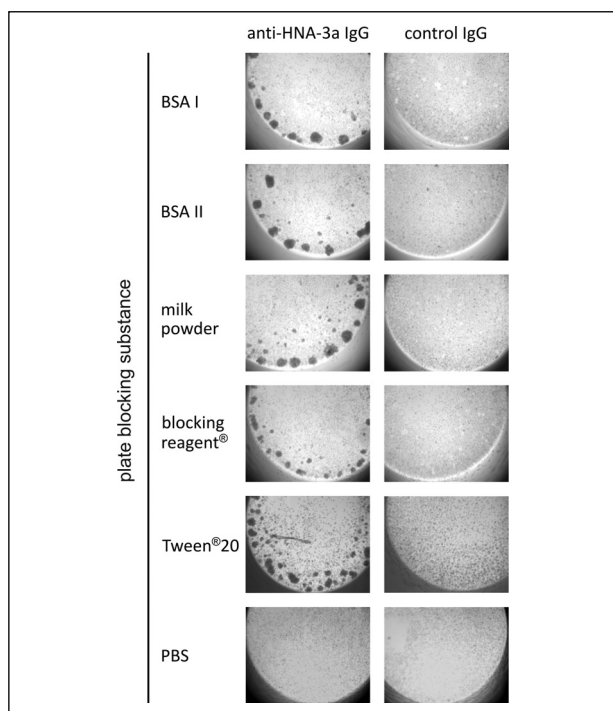 anti-HNA-3a IgG control IgG
BSA I
BSA II
milk
powder
blocking
reagent®
Tween®20
PBS
plate blocking substance